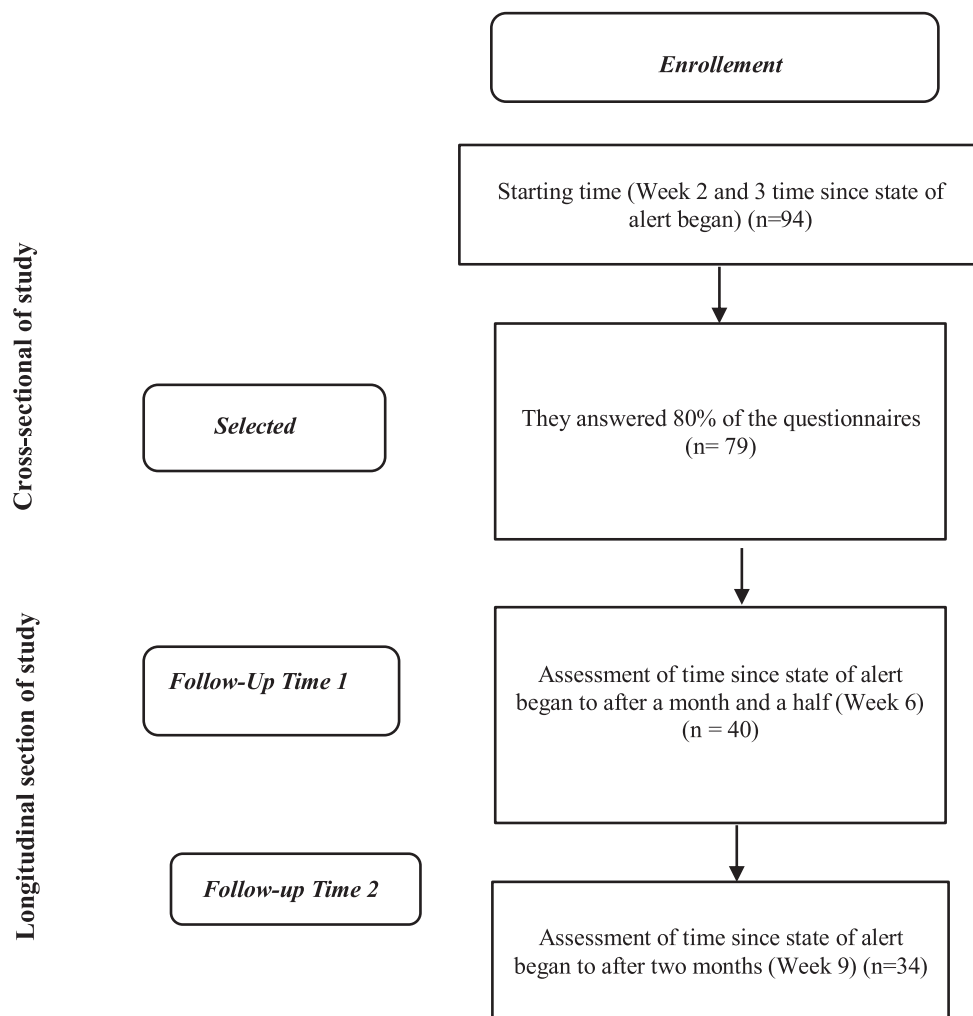 Enrollement
Starting time (Week 2 and 3 time since state of
alert began) (n=94)
Cross-sectional of study
Selected
They answered 80% of the questionnaires
(n= 79)
Longitudinal section of study
Follow-Up Time 1
Assessment of time since state of alert
began to after a month and a half (Week 6)
(n = 40)
Follow-up Time 2
Assessment of time since state of alert
began to after two months (Week 9) (n=34)